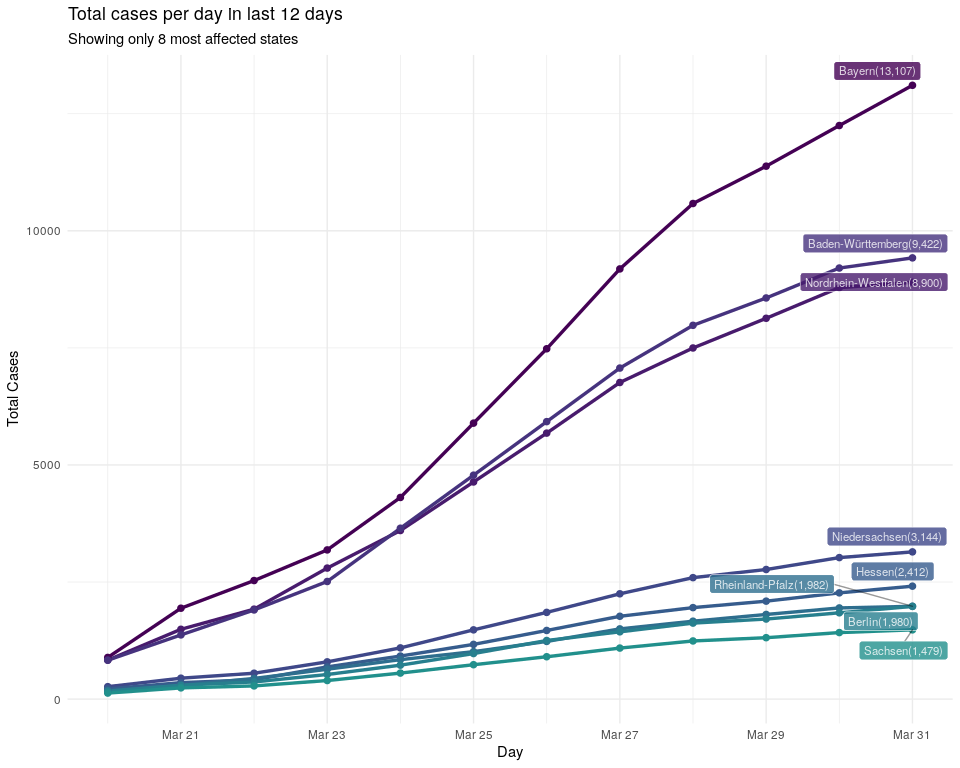 Total cases per day in last 12 days
Showing only 8 most affected states
Bayern(13,107)
10000
Baden-Württemberg(9,422)
Nordrhein-Westfalen(8,900)
Total Cases
5000
Niedersachsen(3,144)
Hessen(2,412)
Rheinland-Pfalz(1,982)
Berlin(1,980)
Sachsen(1,479)
0
Mar 21 Mar 23 Mar 25 Mar 27 Mar 29 Mar 31
Day